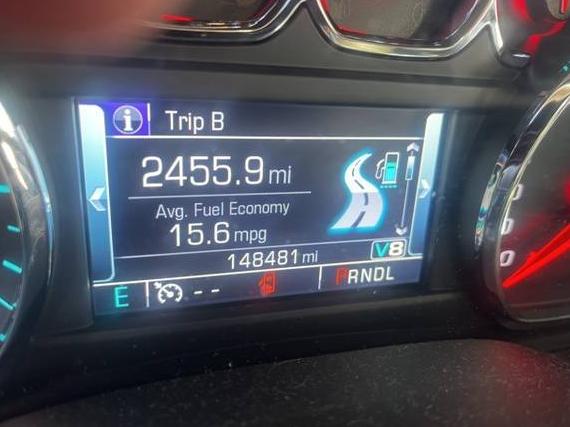 i Trip B
2455.9 mi
Avg. Fuel Economy
15.6 mpg
148481 mi
V8
E -- PRNDL